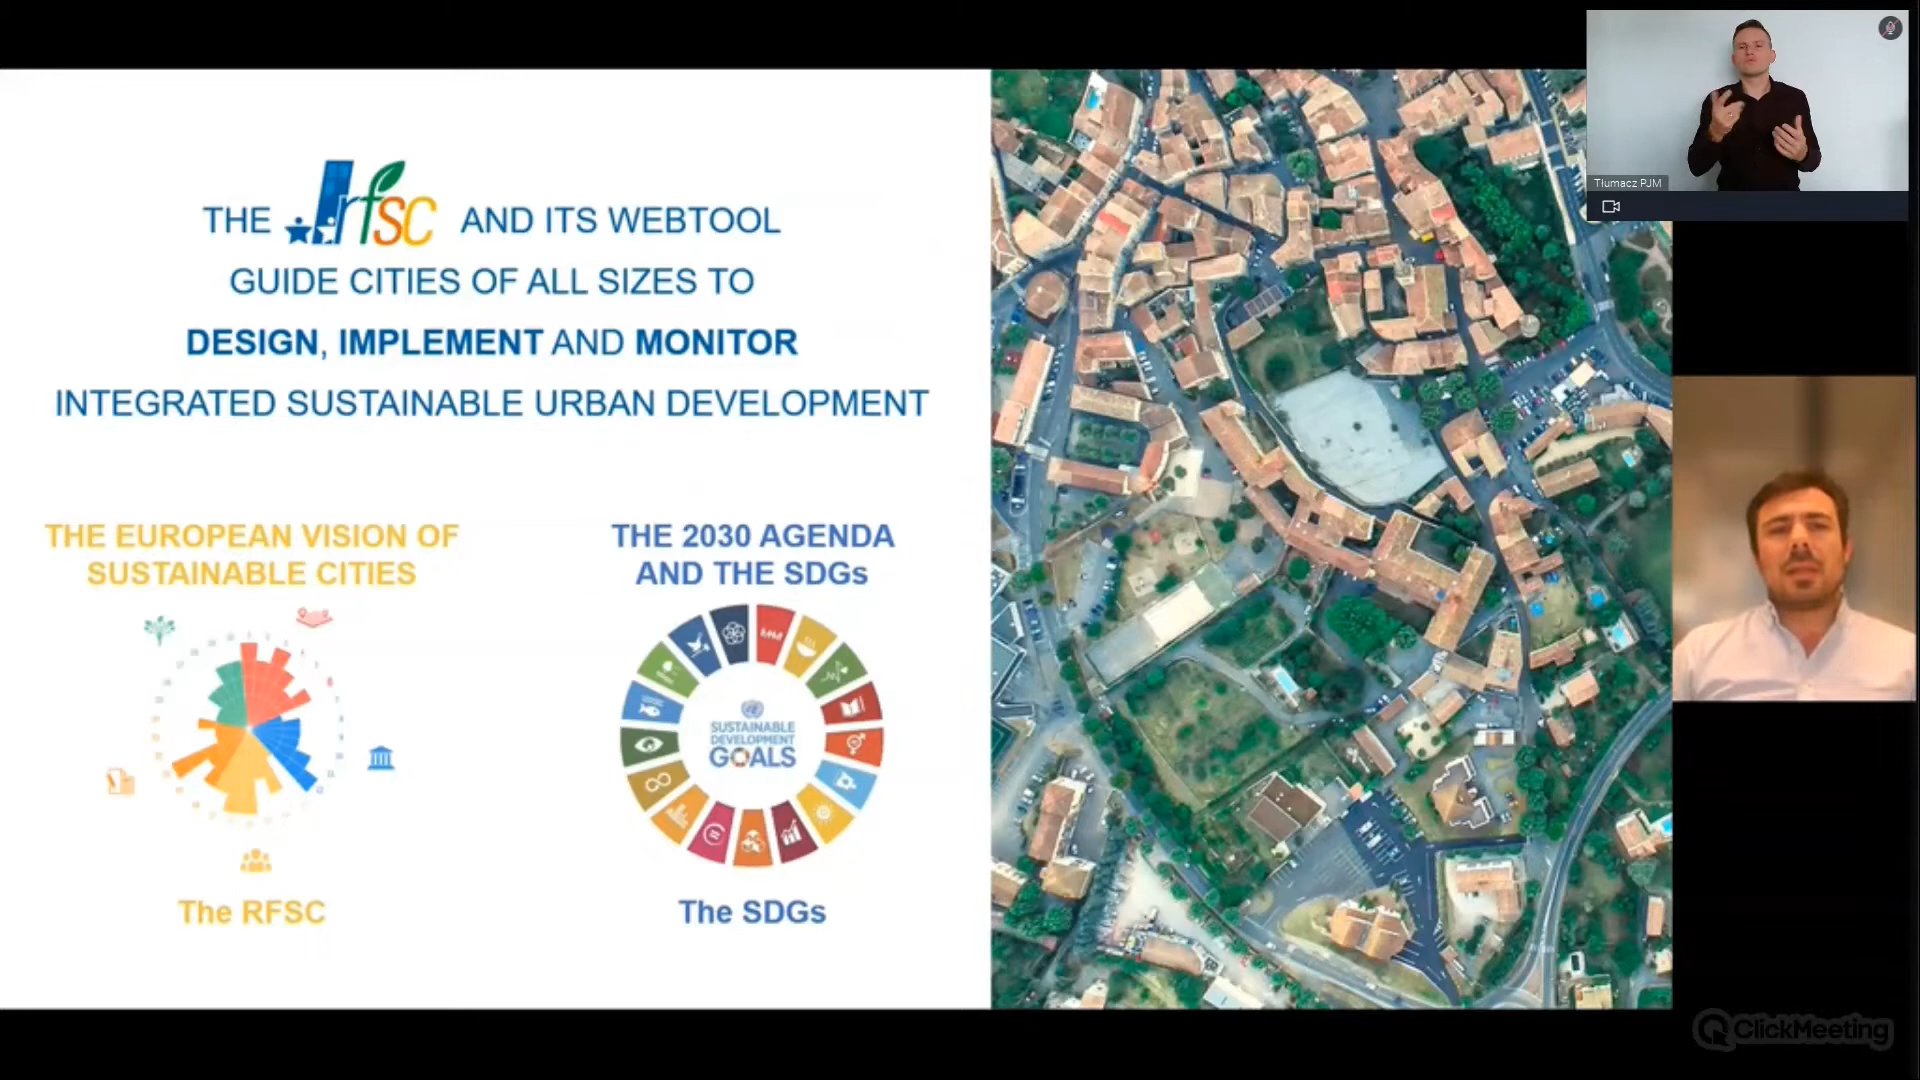 THE rfsc AND ITS WEBTOOL
GUIDE CITIES OF ALL SIZES TO
DESIGN, IMPLEMENT AND MONITOR
INTEGRATED SUSTAINABLE URBAN DEVELOPMENT
THE EUROPEAN VISION OF
SUSTAINABLE CITIES
The RFSC
THE 2030 AGENDA
AND THE SDGs
SUSTAINABLE
DEVELOPMENT
GOALS
The SDGs
Tłumacz PJM
ClickMeeting